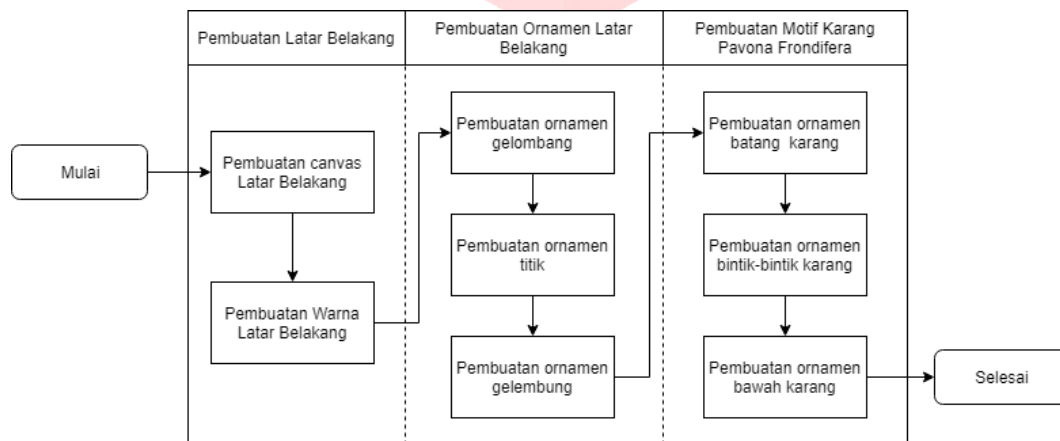 Pembuatan Latar Belakang
Pembuatan Ornamen Latar
Belakang
Pembuatan Motif Karang
Pavona Frondifera
Mulai
Pembuatan canvas
Latar Belakang
Pembuatan Warna
Latar Belakang
Pembuatan ornamen
gelombang
Pembuatan ornamen
titik
Pembuatan ornamen
gelembung
Pembuatan ornamen
batang karang
Pembuatan ornamen
bintik-bintik karang
Pembuatan ornamen
bawah karang
Selesai